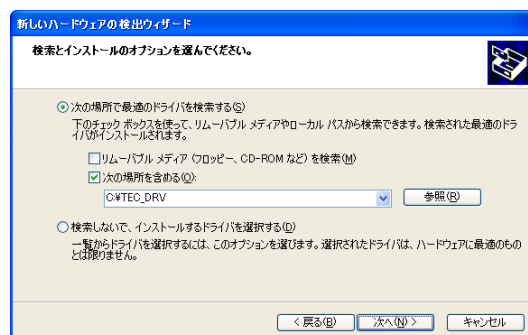 新しいハードウェアの検出ウィザード
検索とインストールのオプションを選んでください。
次の場所で最適のドライバを検索する(S)
下のチェック ボックスを使って、リムーバブル メディアやローカル パスから検索できます。検索された最適のドラ
イバがインストールされます。
リムーバブル メディア (フロッピー、CD-ROM など) を検索(M)
次の場所を含める(O):
C:¥TEC_DRV
参照(R)
検索しないで、インストールするドライバを選択する(D)
一覧からドライバを選択するには、このオプションを選びます。選択されたドライバは、ハードウェアに最適のもの
とは限りません。
< 戻る(B)
次へ(N) >
キャンセル